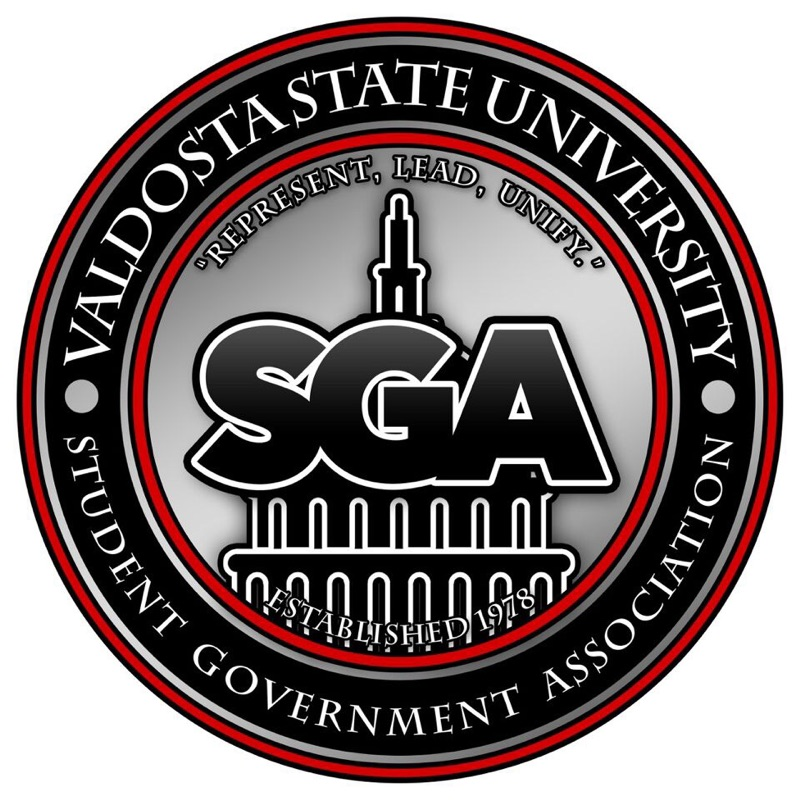 VALDOSTA STATE UNIVERSITY
"REPRESENT, LEAD, UNIFY."
SGA
ESTABLISHED 1978
STUDENT GOVERNMENT ASSOCIATION